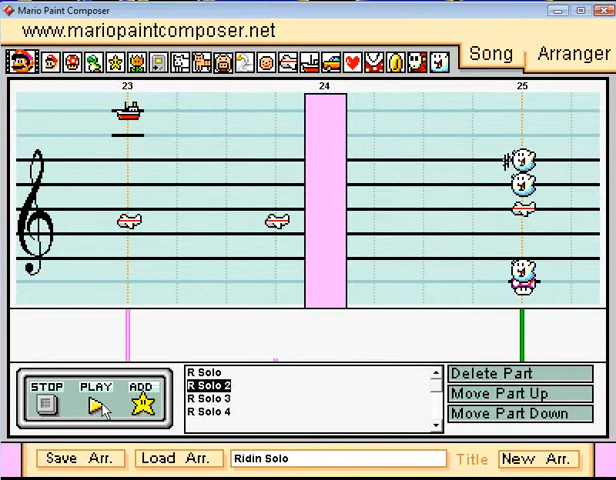 Mario Paint Composer
www.mariopaintcomposer.net
Song
Arranger
23
24
25
STOP
PLAY
ADD
R Solo
R Solo 2
R Solo 3
R Solo 4
Delete Part
Move Part Up
Move Part Down
Save Arr.
Load Arr.
Ridin Solo
Title
New Arr.